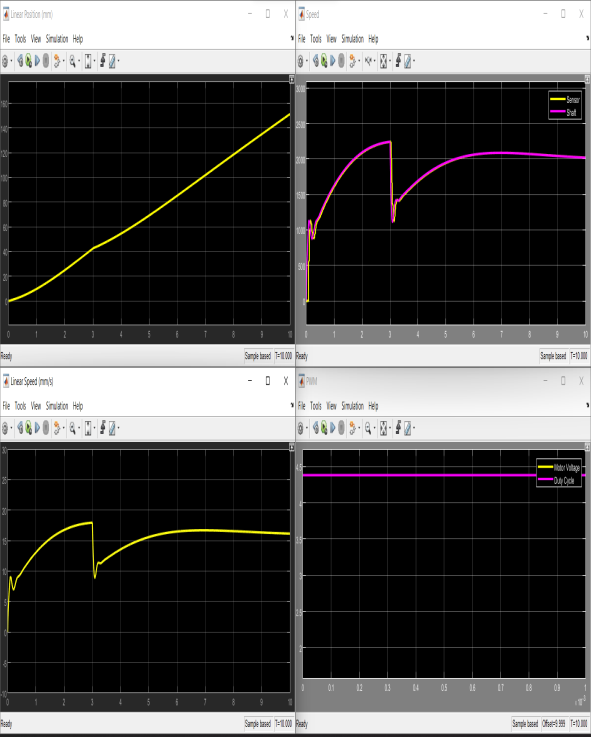 Linear Position (mm)
File Tools View Simulation Help
160
140
120
100
80
60
40
20
0
0 1 2 3 4 5 6 7 8 9 10
Ready
Sample based T=10.000
Speed
File Tools View Simulation Help
3000
2500
2000
1500
1000
500
0
Sensor
Shaft
0 1 2 3 4 5 6 7 8 9 10
Ready
Sample based T=10.000
Linear Speed (mm/s)
File Tools View Simulation Help
30
25
20
15
10
5
0
-5
-10
0 1 2 3 4 5 6 7 8 9 10
Ready
Sample based T=10.000
PWM
File Tools View Simulation Help
4.5
4
3.5
3
2.5
2
Motor Voltage
Duty Cycle
0 0.1 0.2 0.3 0.4 0.5 0.6 0.7 0.8 0.9 1
Ready
Sample based Offset=9.999 T=10.000